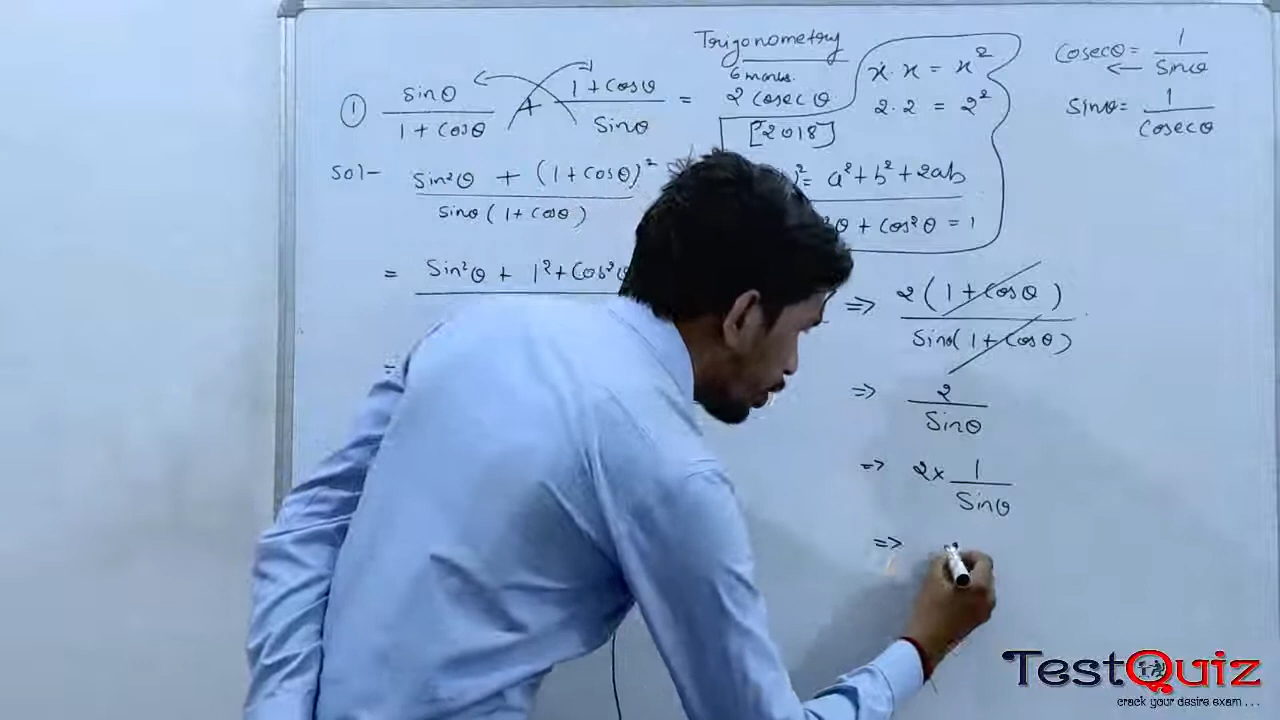 Trigonometry
6 marks.
① sinθ / 1 + cosθ + 1 + cosθ / sinθ = 2 cosec θ
[2018]
x · x = x²
2 · 2 = 2²
cosecθ = 1 / sinθ
sinθ = 1 / cosecθ
Sol- sin²θ + (1 + cosθ)² / sinθ (1 + cosθ)
)² = a² + b² + 2ab
²θ + cos²θ = 1
= sin²θ + 1² + cos²θ
=
⇒ 2 (1 + cosθ) / sinθ (1 + cosθ)
⇒ 2 / sinθ
⇒ 2 × 1 / sinθ
⇒
TestQuiz
crack your desire exam ...